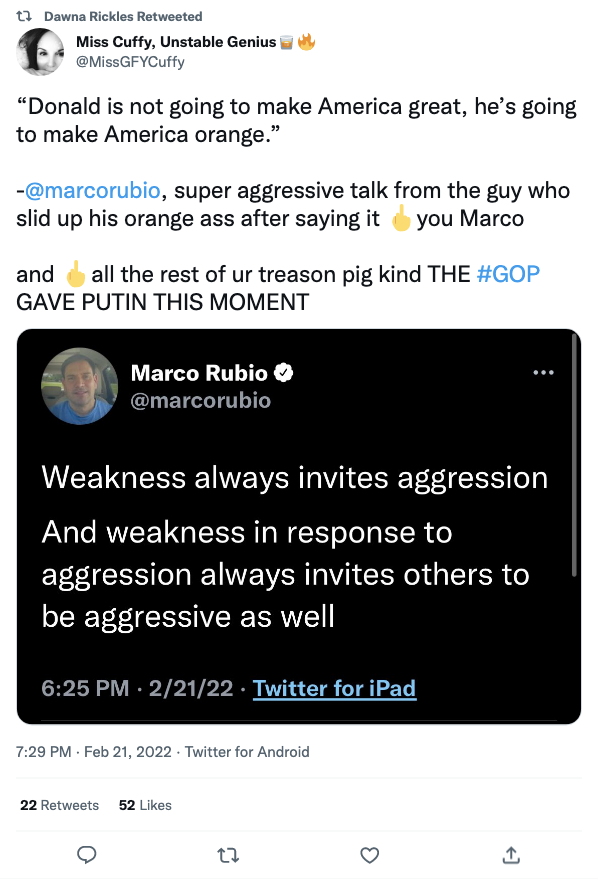 Dawna Rickles Retweeted
Miss Cuffy, Unstable Genius🥃🔥
@MissGFYCuffy
“Donald is not going to make America great, he’s going
to make America orange.”
-@marcorubio, super aggressive talk from the guy who
slid up his orange ass after saying it 🖕you Marco
and 🖕all the rest of ur treason pig kind THE #GOP
GAVE PUTIN THIS MOMENT
Marco Rubio
@marcorubio
Weakness always invites aggression
And weakness in response to
aggression always invites others to
be aggressive as well
6:25 PM · 2/21/22 · Twitter for iPad
7:29 PM · Feb 21, 2022 · Twitter for Android
22 Retweets 52 Likes